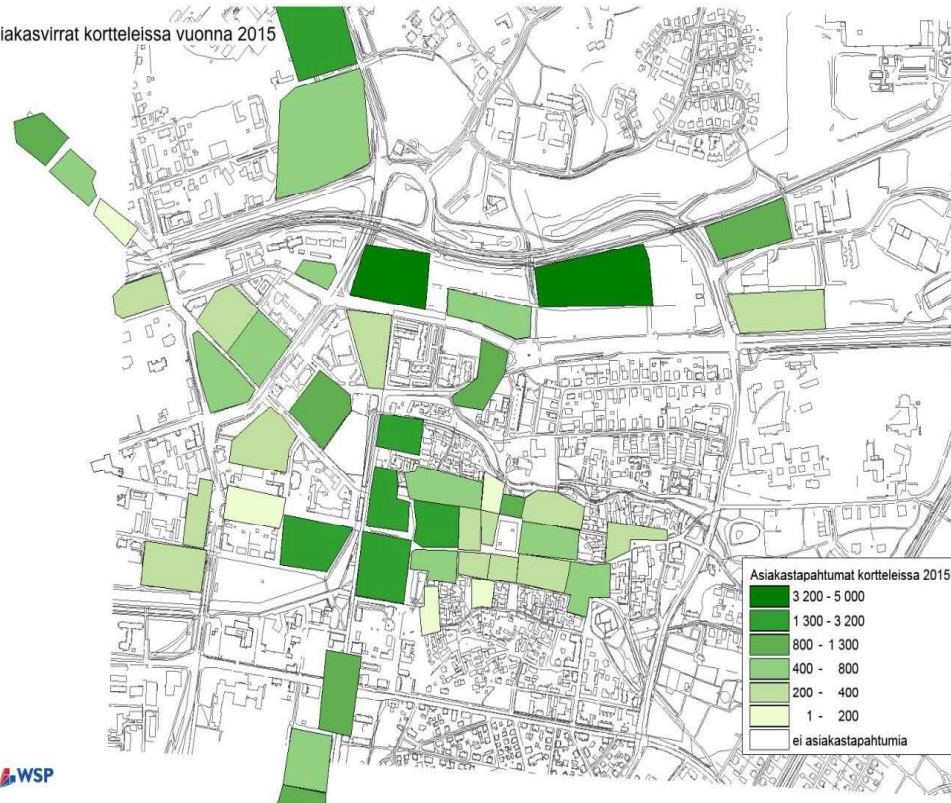 iakasvirrat kortteleissa vuonna 2015
Asiakastapahtumat kortteleissa 2015
3 200 - 5 000
1 300 - 3 200
800 - 1 300
400 - 800
200 - 400
1 - 200
ei asiakastapahtumia
WSP